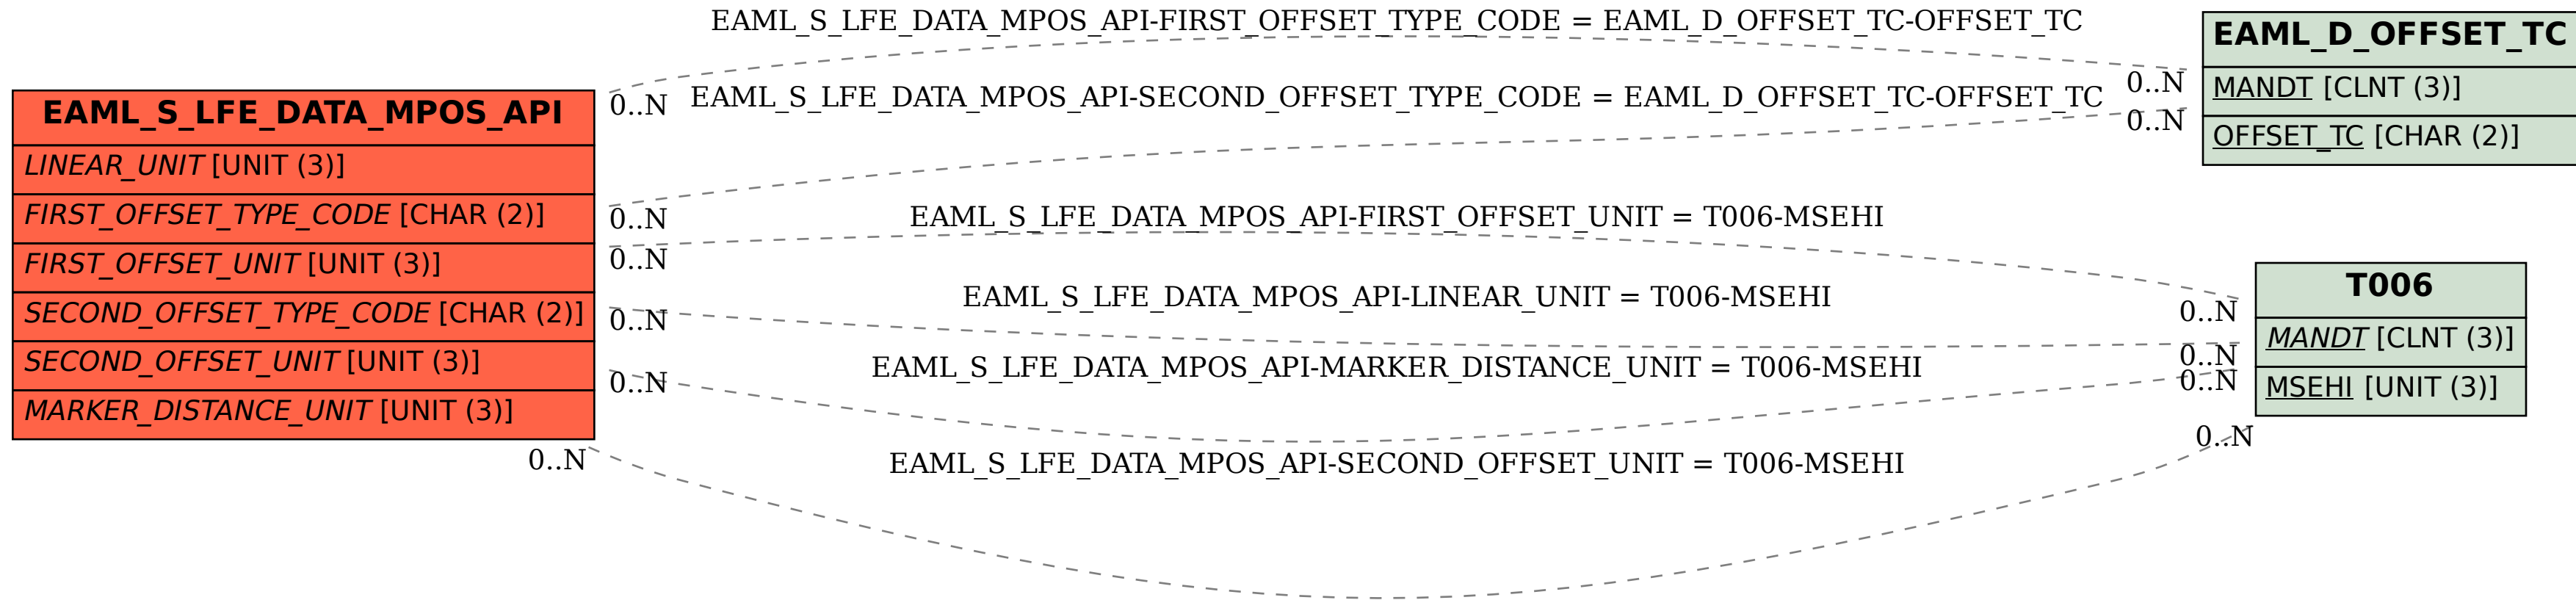 EAML_S_LFE_DATA_MPOS_API
LINEAR_UNIT [UNIT (3)]
FIRST_OFFSET_TYPE_CODE [CHAR (2)]
FIRST_OFFSET_UNIT [UNIT (3)]
SECOND_OFFSET_TYPE_CODE [CHAR (2)]
SECOND_OFFSET_UNIT [UNIT (3)]
MARKER_DISTANCE_UNIT [UNIT (3)]
EAML_S_LFE_DATA_MPOS_API-FIRST_OFFSET_TYPE_CODE = EAML_D_OFFSET_TC-OFFSET_TC
0..N
0..N
EAML_S_LFE_DATA_MPOS_API-SECOND_OFFSET_TYPE_CODE = EAML_D_OFFSET_TC-OFFSET_TC
0..N
0..N
EAML_S_LFE_DATA_MPOS_API-FIRST_OFFSET_UNIT = T006-MSEHI
0..N
0..N
EAML_S_LFE_DATA_MPOS_API-LINEAR_UNIT = T006-MSEHI
0..N
0..N
EAML_S_LFE_DATA_MPOS_API-MARKER_DISTANCE_UNIT = T006-MSEHI
0..N
0..N
EAML_S_LFE_DATA_MPOS_API-SECOND_OFFSET_UNIT = T006-MSEHI
0..N
0..N
EAML_D_OFFSET_TC
MANDT [CLNT (3)]
OFFSET_TC [CHAR (2)]
T006
MANDT [CLNT (3)]
MSEHI [UNIT (3)]